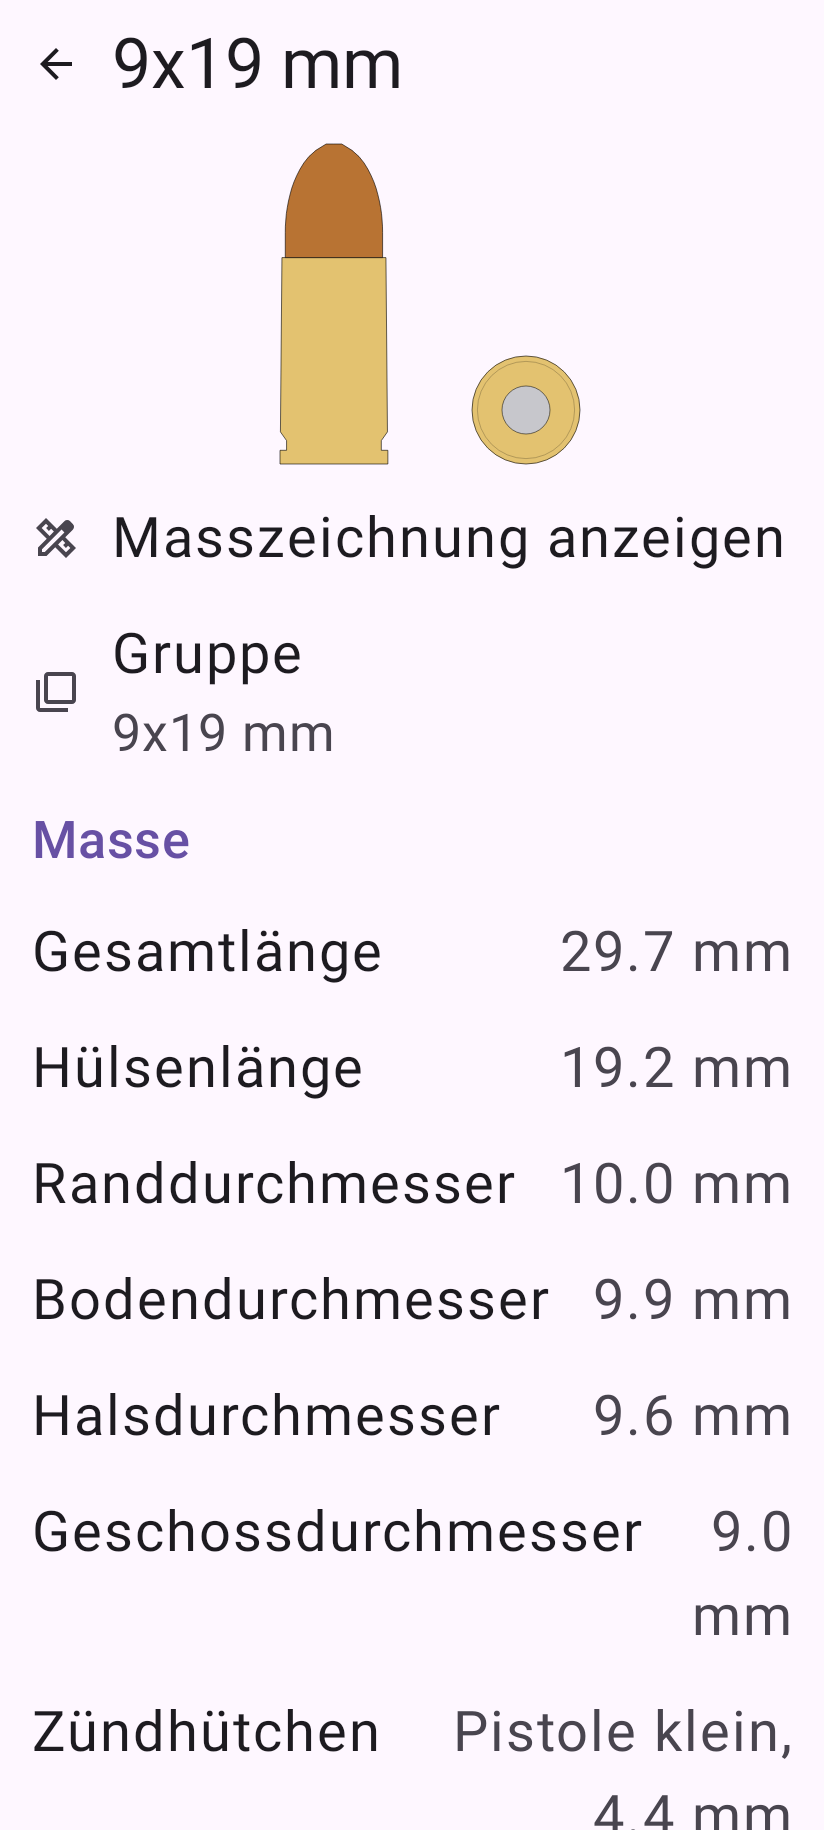 9x19 mm
Masszeichnung anzeigen
Gruppe
9x19 mm
Masse
Gesamtlänge 29.7 mm
Hülsenlänge 19.2 mm
Randdurchmesser 10.0 mm
Bodendurchmesser 9.9 mm
Halsdurchmesser 9.6 mm
Geschossdurchmesser 9.0
mm
Zündhütchen Pistole klein,
4.4 mm